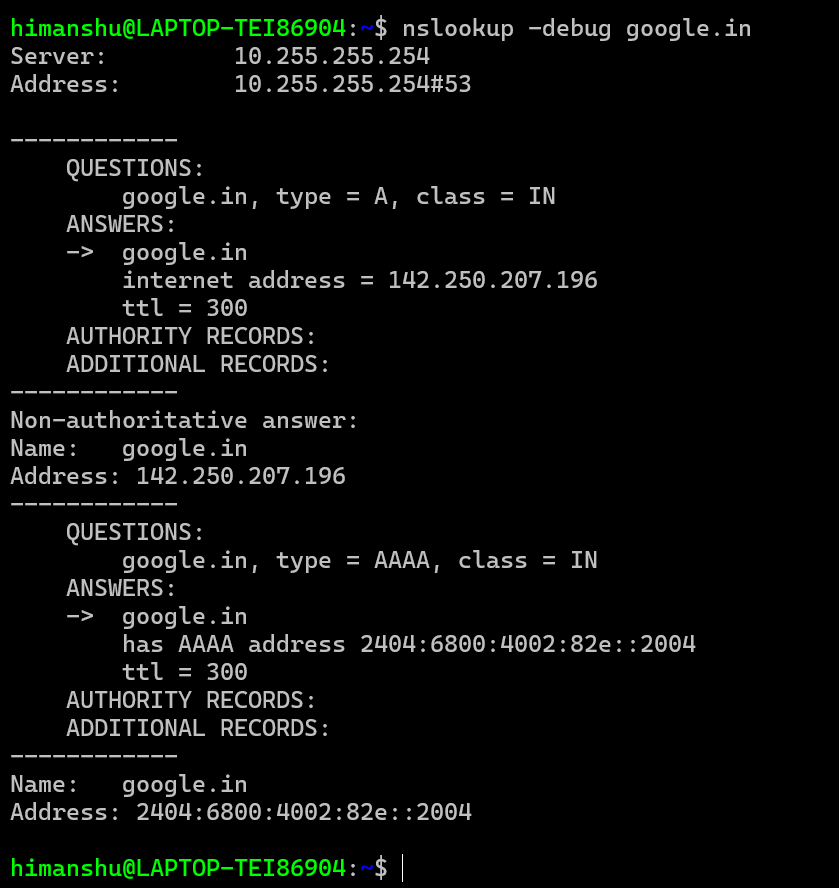 himanshu@LAPTOP-TEI86904:~$ nslookup -debug google.in
Server:         10.255.255.254
Address:        10.255.255.254#53
------------
    QUESTIONS:
        google.in, type = A, class = IN
    ANSWERS:
    ->  google.in
        internet address = 142.250.207.196
        ttl = 300
    AUTHORITY RECORDS:
    ADDITIONAL RECORDS:
------------
Non-authoritative answer:
Name:   google.in
Address: 142.250.207.196
------------
    QUESTIONS:
        google.in, type = AAAA, class = IN
    ANSWERS:
    ->  google.in
        has AAAA address 2404:6800:4002:82e::2004
        ttl = 300
    AUTHORITY RECORDS:
    ADDITIONAL RECORDS:
------------
Name:   google.in
Address: 2404:6800:4002:82e::2004
himanshu@LAPTOP-TEI86904:~$